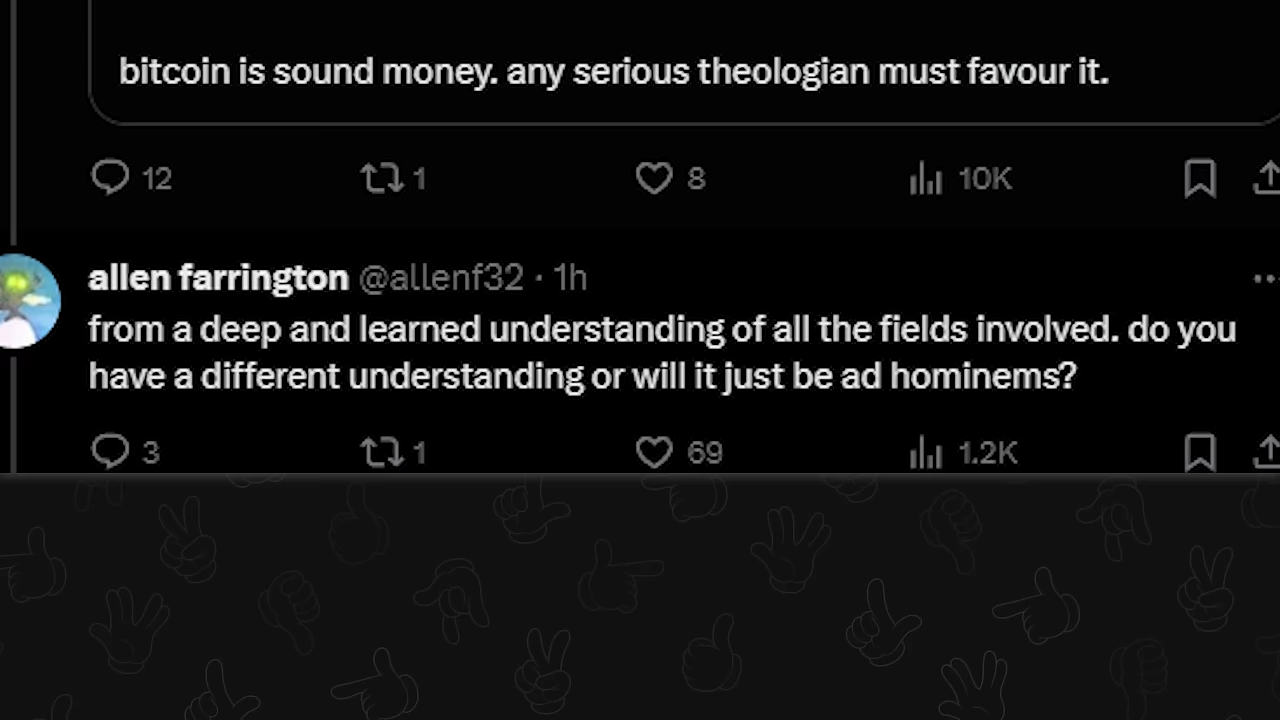 bitcoin is sound money. any serious theologian must favour it.
12 1 8 10K
allen farrington @allenf32 · 1h
from a deep and learned understanding of all the fields involved. do you
have a different understanding or will it just be ad hominems?
3 1 69 1.2K